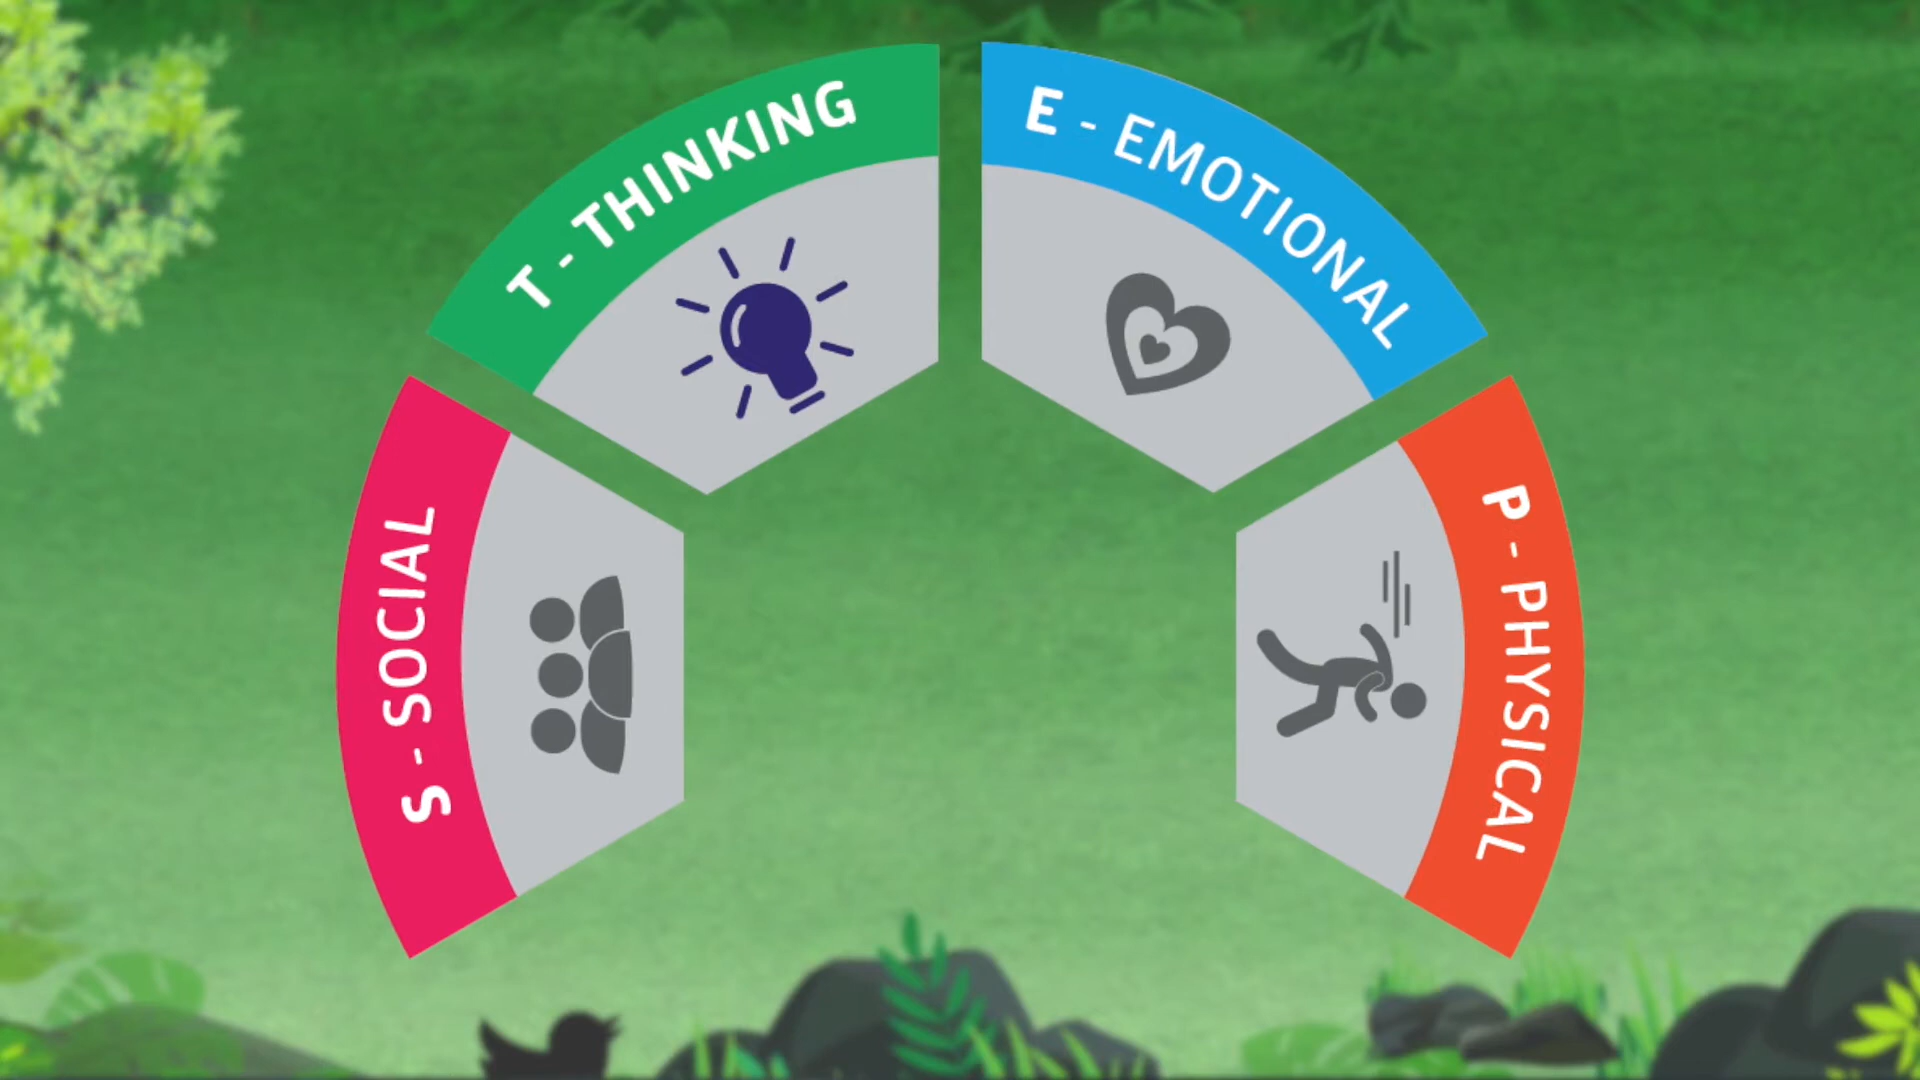 S - SOCIAL
T - THINKING
E - EMOTIONAL
P - PHYSICAL